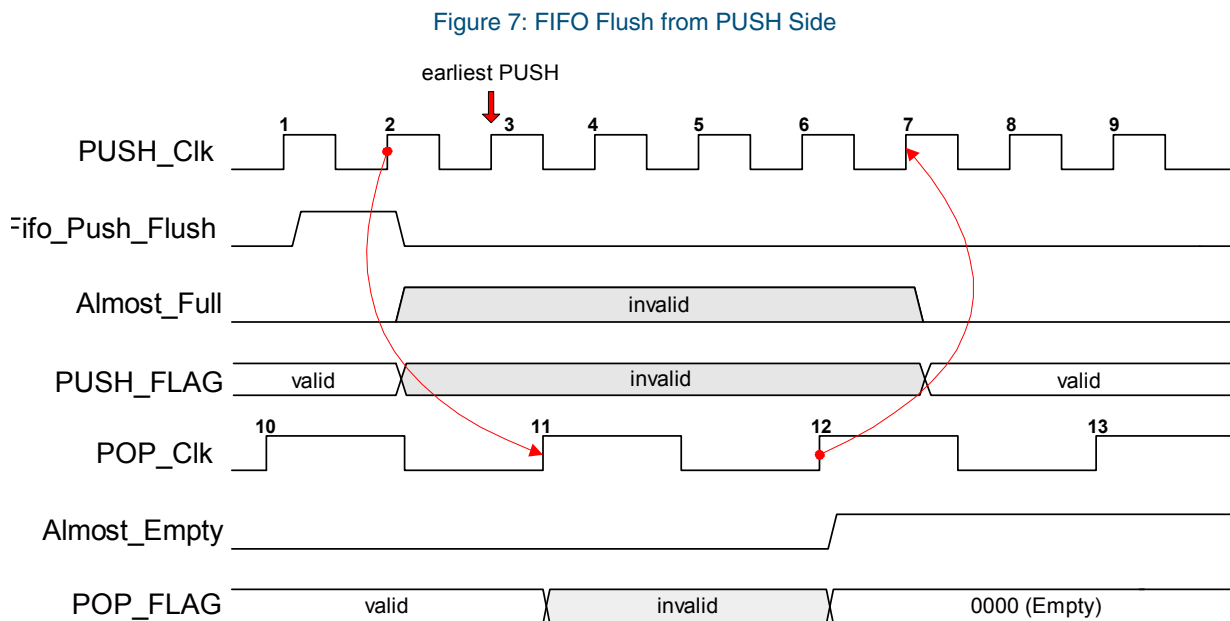 Figure 7: FIFO Flush from PUSH Side
earliest PUSH
1 2 3 4 5 6 7 8 9
PUSH_Clk
Fifo_Push_Flush
Almost_Full
invalid
PUSH_FLAG
valid invalid valid
10 11 12 13
POP_Clk
Almost_Empty
POP_FLAG
valid invalid 0000 (Empty)